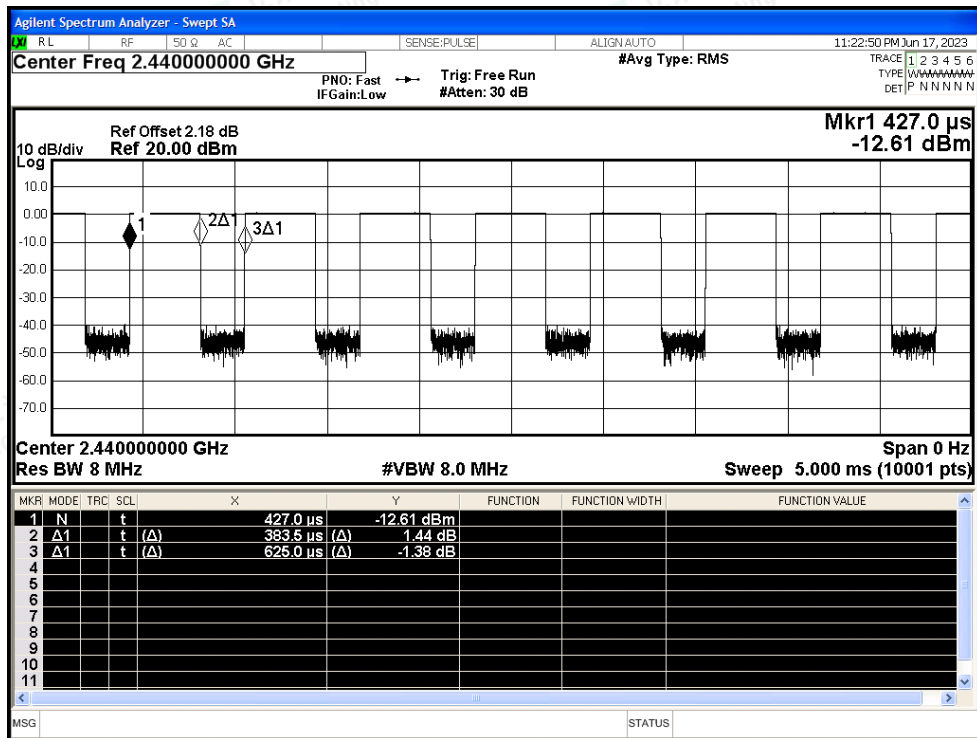 Agilent Spectrum Analyzer - Swept SA
LXI RL RF 50 Ω AC SENSE:PULSE ALIGN AUTO 11:22:50 PM Jun 17, 2023
Center Freq 2.440000000 GHz #Avg Type: RMS TRACE 1 2 3 4 5 6
PNO: Fast Trig: Free Run TYPE
IFGain:Low #Atten: 30 dB DET P N N N N N
Mkr1 427.0 µs
Ref Offset 2.18 dB
10 dB/div Ref 20.00 dBm -12.61 dBm
Log
10.0
0.00
1 2Δ1 3Δ1
-10.0
-20.0
-30.0
-40.0
-50.0
-60.0
-70.0
Center 2.440000000 GHz Span 0 Hz
Res BW 8 MHz #VBW 8.0 MHz Sweep 5.000 ms (10001 pts)
MKR MODE TRC SCL X Y FUNCTION FUNCTION WIDTH FUNCTION VALUE
1 N t 427.0 µs -12.61 dBm
2 Δ1 t (Δ) 383.5 µs (Δ) 1.44 dB
3 Δ1 t (Δ) 625.0 µs (Δ) -1.38 dB
4
5
6
7
8
9
10
11
MSG STATUS